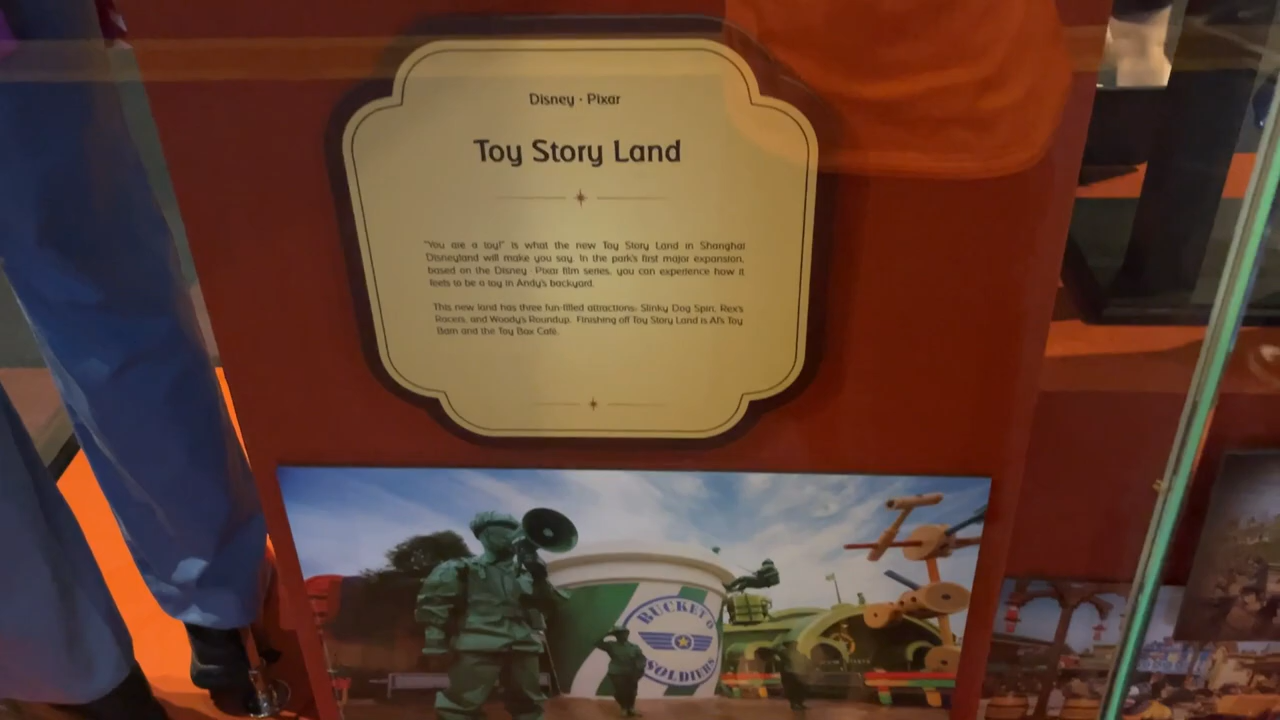 Disney · Pixar
Toy Story Land
"You are a toy!" is what the new Toy Story Land in Shanghai
Disneyland will make you say. In the park's first major expansion,
based on the Disney · Pixar film series, you can experience how it
feels to be a toy in Andy's backyard.
This new land has three fun-filled attractions: Slinky Dog Spin, Rex's
Racers, and Woody's Roundup. Finishing off Toy Story Land is Al's Toy
Barn and the Toy Box Café.
BUCKET O
SOLDIERS